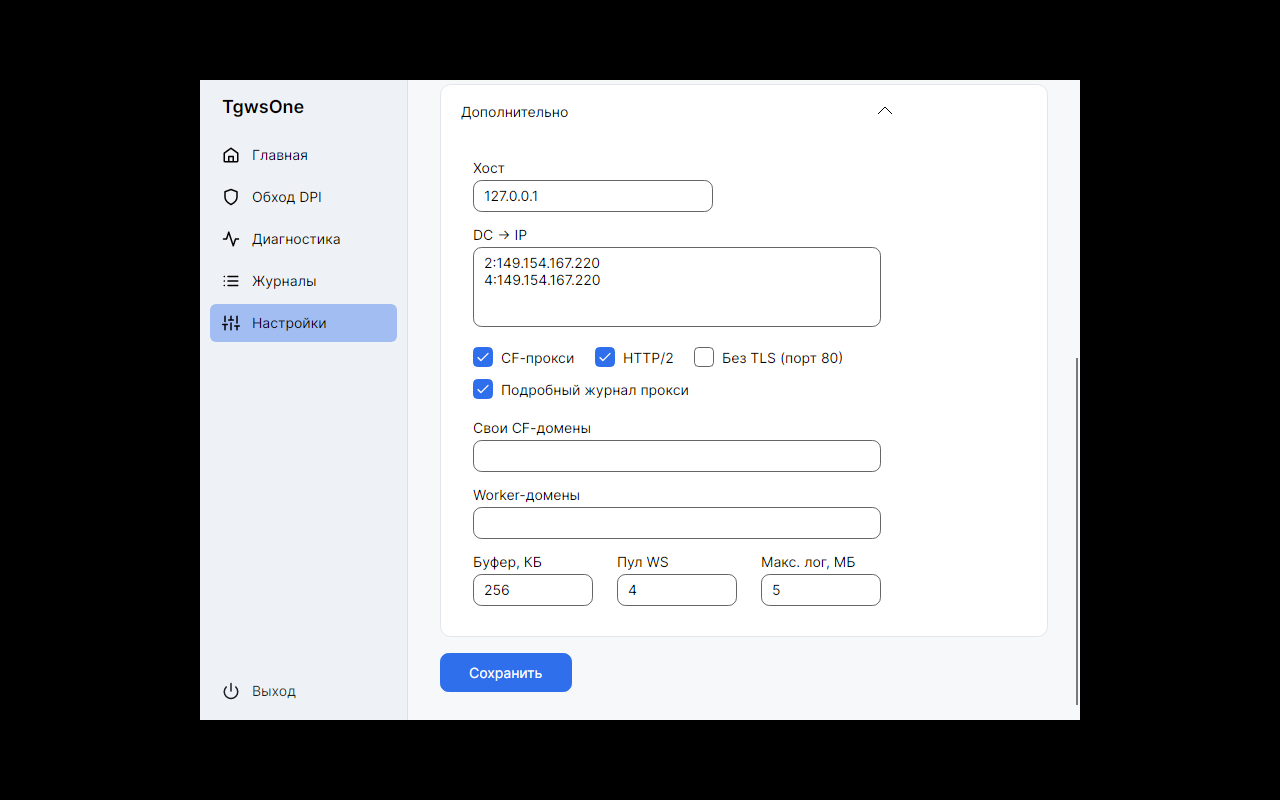 TgwsOne
Главная
Обход DPI
Диагностика
Журналы
Настройки
Выход
Дополнительно
Хост
127.0.0.1
DC → IP
2:149.154.167.220
4:149.154.167.220
CF-прокси HTTP/2 Без TLS (порт 80)
Подробный журнал прокси
Свои CF-домены
Worker-домены
Буфер, КБ Пул WS Макс. лог, МБ
256 4 5
Сохранить